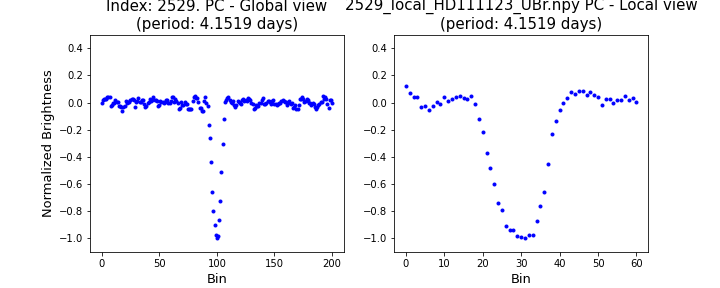 Index: 2529. PC - Global view
(period: 4.1519 days)
2529_local_HD111123_UBr.npy PC - Local view
(period: 4.1519 days)
Normalized Brightness
0.4
0.2
0.0
−0.2
−0.4
−0.6
−0.8
−1.0
0 50 100 150 200
Bin
0.4
0.2
0.0
−0.2
−0.4
−0.6
−0.8
−1.0
0 10 20 30 40 50 60
Bin